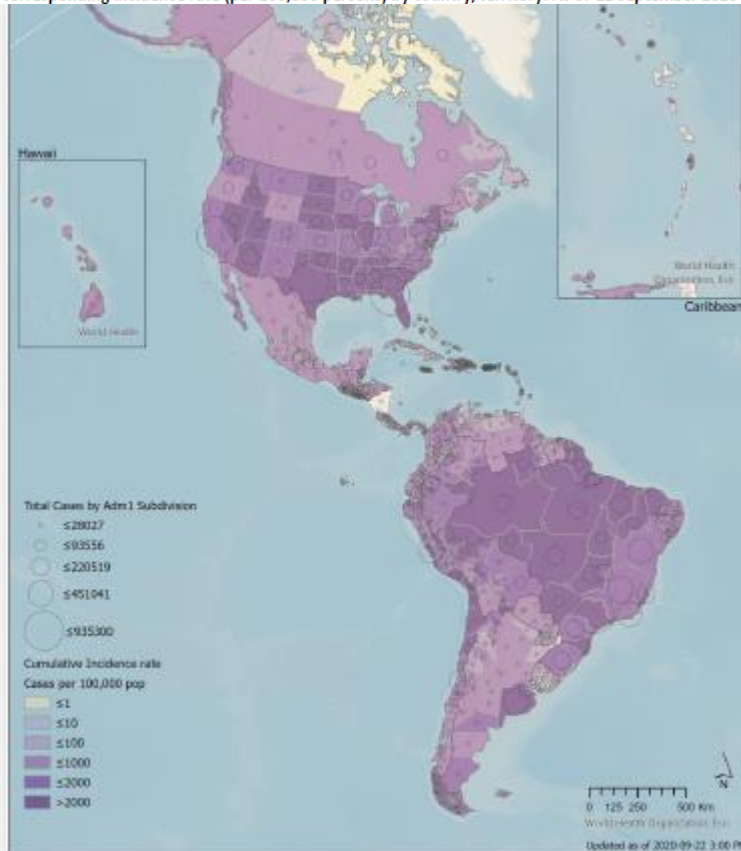 Hawaii
World Health
World Health
Organization, Esri
Caribbean
Total Cases by Adm1 Subdivision
≤28027
≤93556
≤220519
≤451041
≤935300
Cumulative Incidence rate
Cases per 100,000 pop
≤1
≤10
≤100
≤1000
≤2000
>2000
N
0 125 250 500 Km
World Health Organization, Esri
Updated as of 2020-09-22 3:00 P